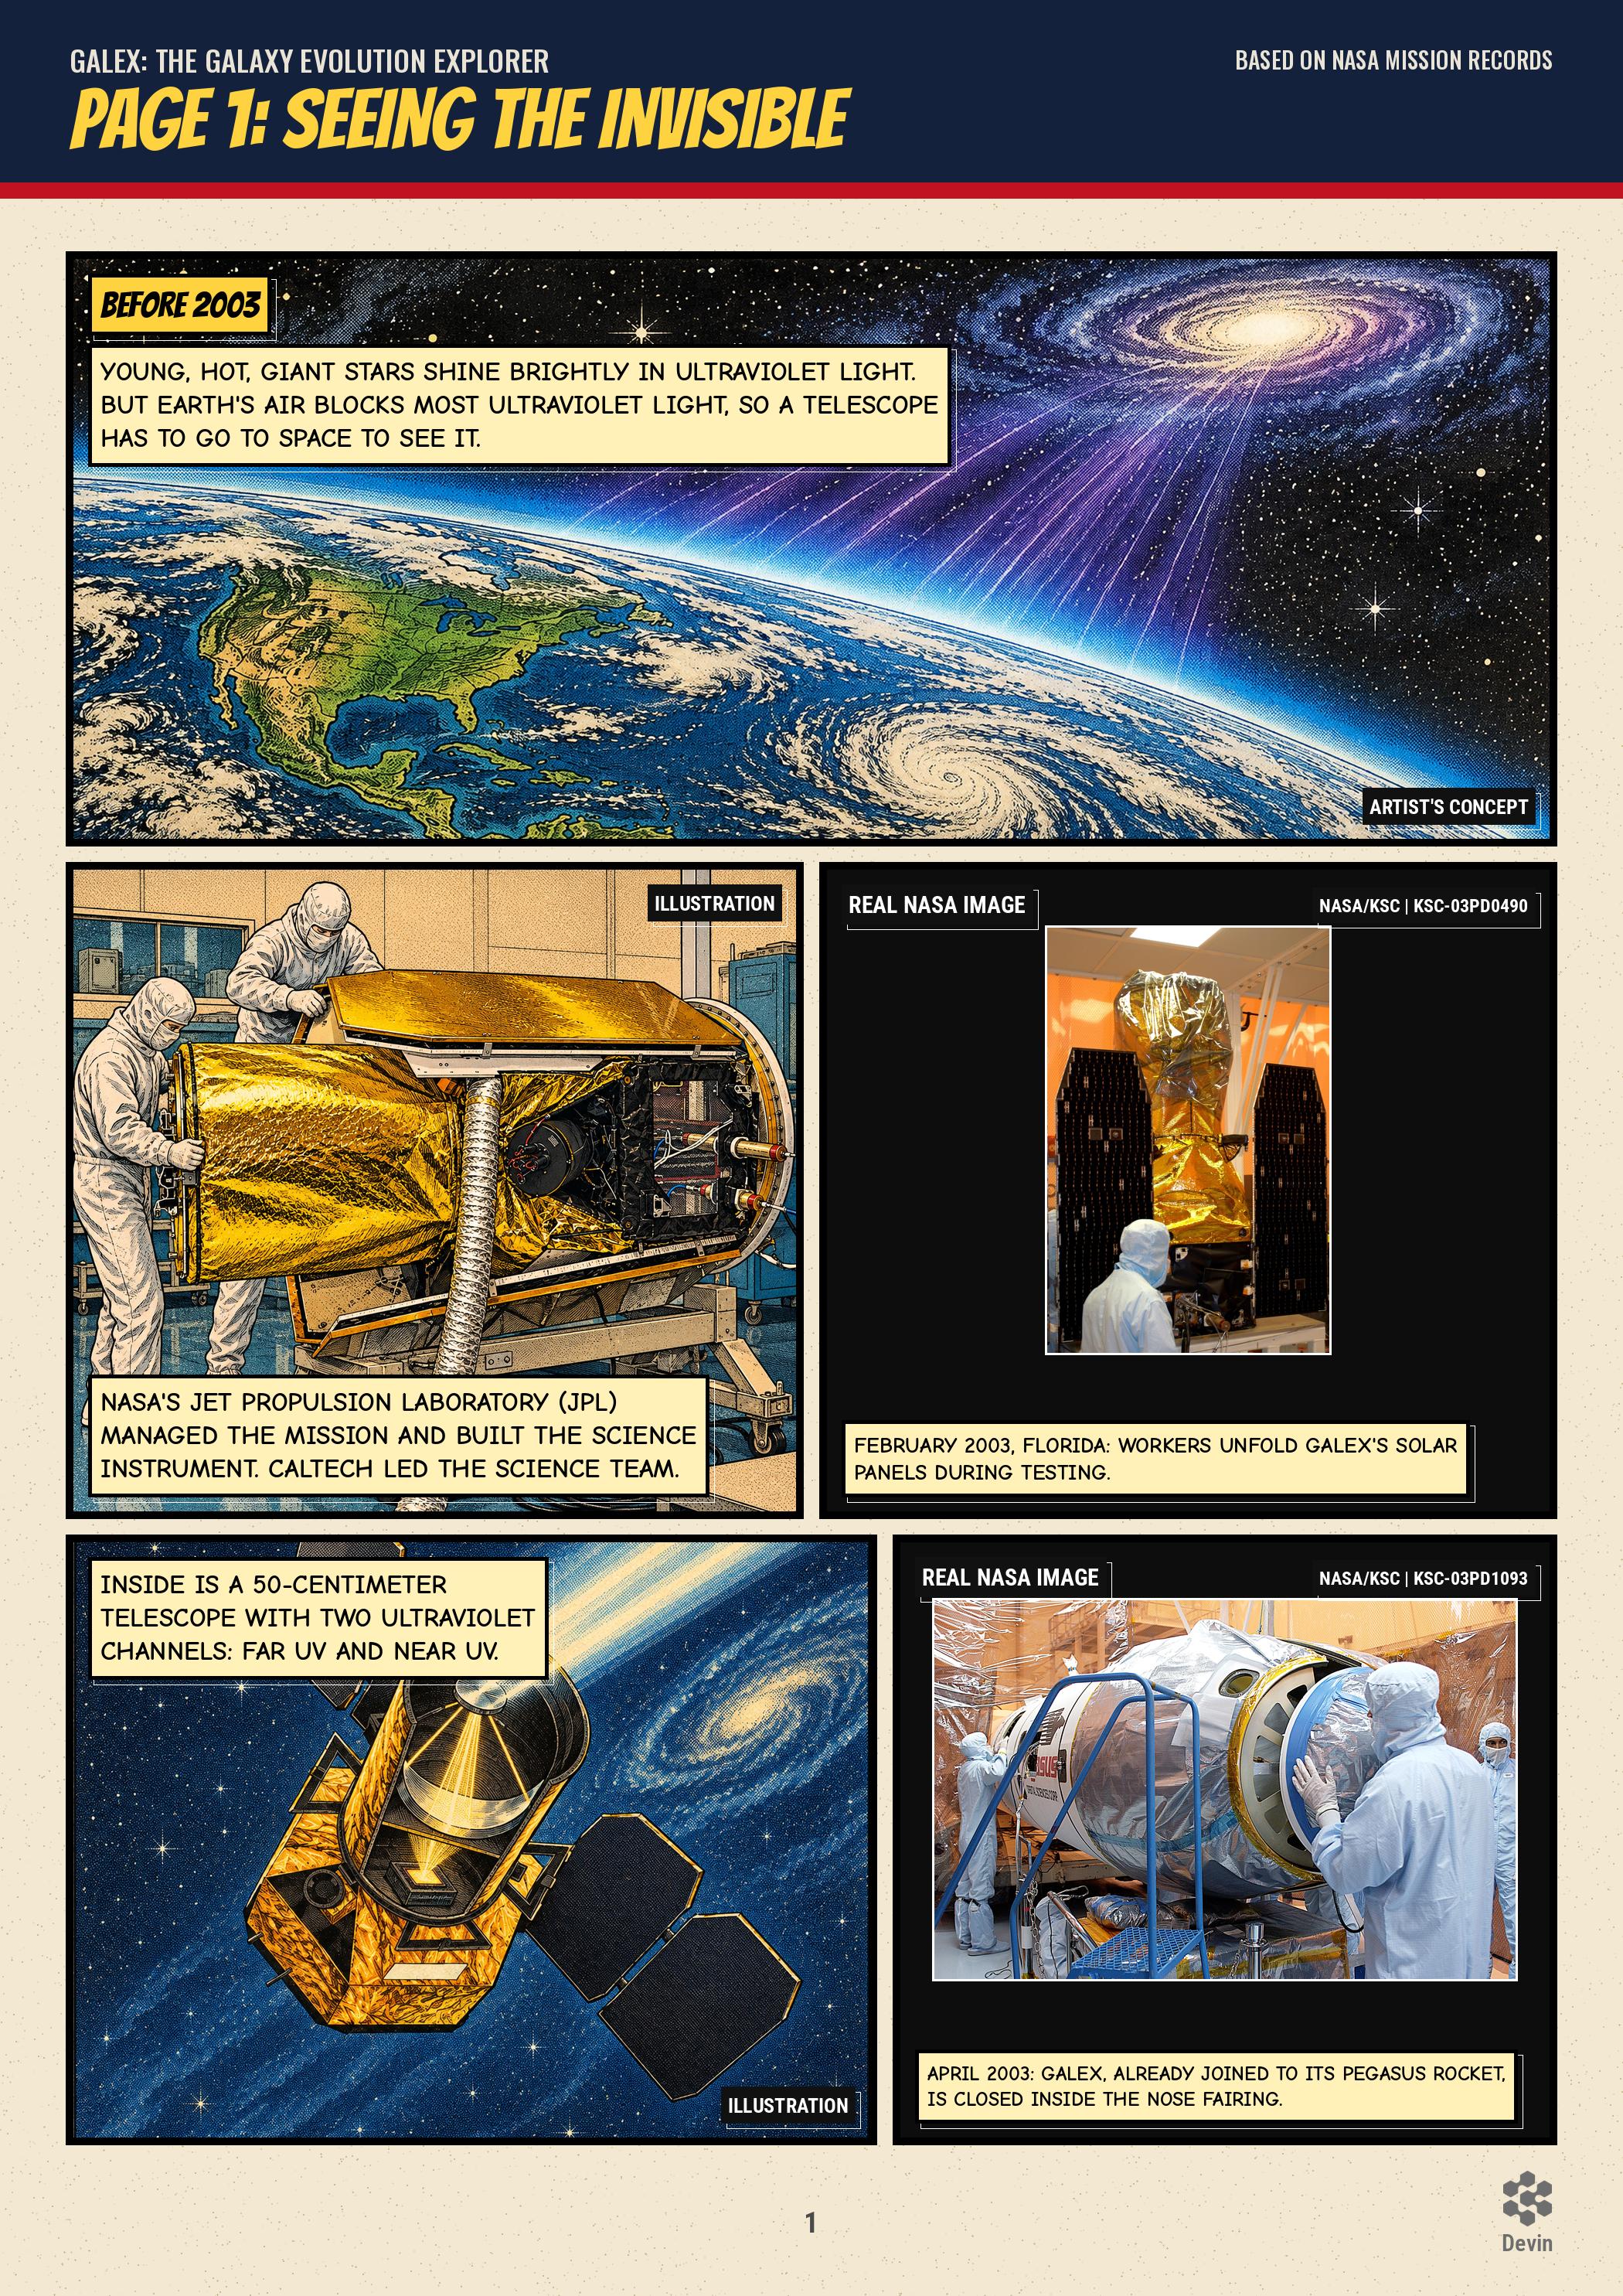 GALEX: THE GALAXY EVOLUTION EXPLORER
BASED ON NASA MISSION RECORDS
PAGE 1: SEEING THE INVISIBLE
BEFORE 2003
YOUNG, HOT, GIANT STARS SHINE BRIGHTLY IN ULTRAVIOLET LIGHT.
BUT EARTH'S AIR BLOCKS MOST ULTRAVIOLET LIGHT, SO A TELESCOPE
HAS TO GO TO SPACE TO SEE IT.
ARTIST'S CONCEPT
ILLUSTRATION
NASA'S JET PROPULSION LABORATORY (JPL)
MANAGED THE MISSION AND BUILT THE SCIENCE
INSTRUMENT. CALTECH LED THE SCIENCE TEAM.
REAL NASA IMAGE
NASA/KSC | KSC-03PD0490
FEBRUARY 2003, FLORIDA: WORKERS UNFOLD GALEX'S SOLAR
PANELS DURING TESTING.
INSIDE IS A 50-CENTIMETER
TELESCOPE WITH TWO ULTRAVIOLET
CHANNELS: FAR UV AND NEAR UV.
ILLUSTRATION
REAL NASA IMAGE
NASA/KSC | KSC-03PD1093
APRIL 2003: GALEX, ALREADY JOINED TO ITS PEGASUS ROCKET,
IS CLOSED INSIDE THE NOSE FAIRING.
1
Devin